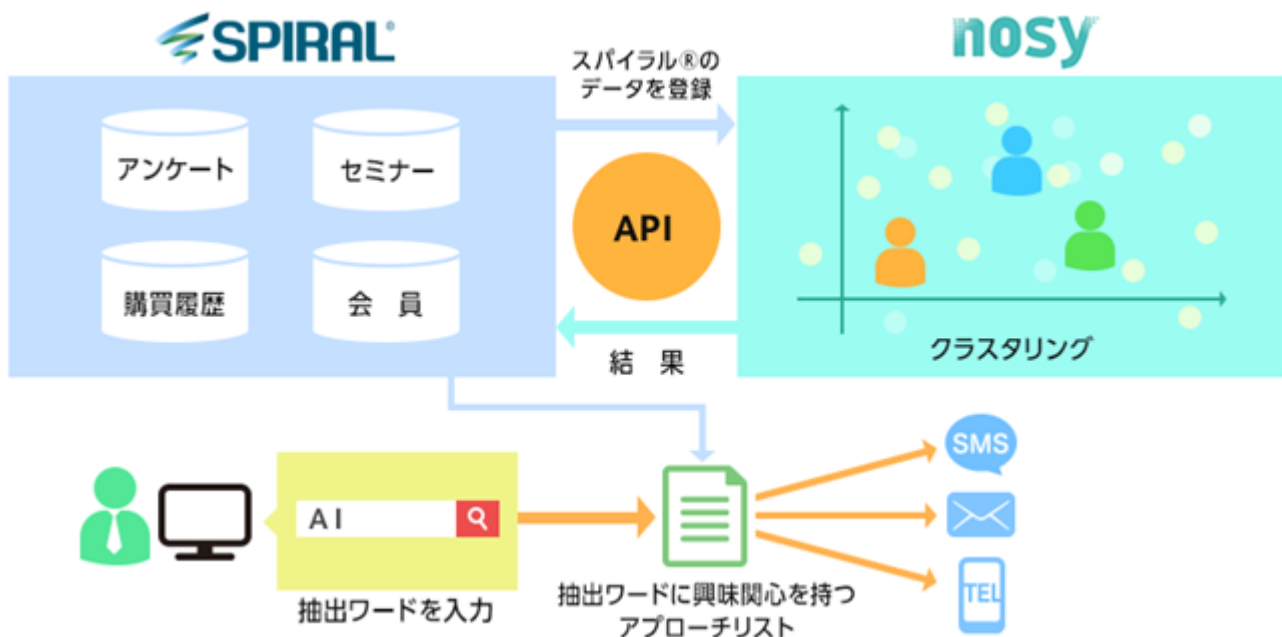 SPIRAL®
nosy
スパイラル®の
データを登録
アンケート
セミナー
API
購買履歴
会 員
結 果
クラスタリング
AI
SMS
TEL
抽出ワードを入力
抽出ワードに興味関心を持つ
アプローチリスト